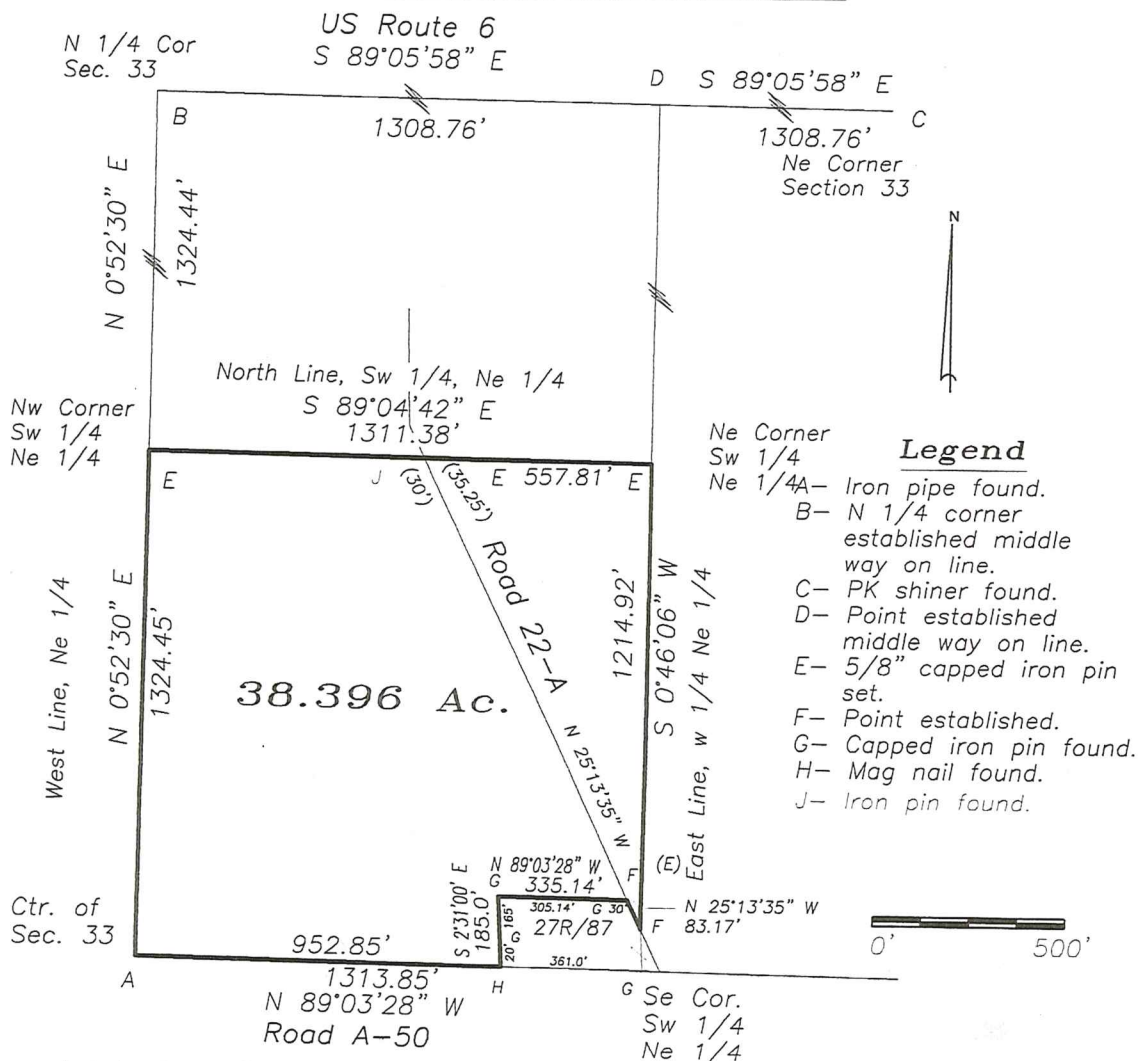 US Route 6
S 89°05'58" E
N 1/4 Cor
Sec. 33
D
S 89°05'58" E
B
1308.76'
C
1308.76'
Ne Corner
Section 33
N 0°52'30" E
1324.44'
N
North Line, Sw 1/4, Ne 1/4
S 89°04'42" E
1311.38'
Nw Corner
Sw 1/4
Ne 1/4
Ne Corner
Sw 1/4
Ne 1/4
E
J
(30')
(35.25')
E
557.81'
E
Legend
A– Iron pipe found.
B– N 1/4 corner
established middle
way on line.
C– PK shiner found.
D– Point established
middle way on line.
E– 5/8" capped iron pin
set.
F– Point established.
G– Capped iron pin found.
H– Mag nail found.
J– Iron pin found.
Road 22–A
N 25°13'35" W
West Line, Ne 1/4
N 0°52'30" E
1324.45'
38.396 Ac.
1214.92'
S 0°46'06" W
East Line, w 1/4 Ne 1/4
N 89°03'28" W
G
335.14'
F
(E)
S 2°31'00' E
185.0'
20'
G
165'
305.14'
G
30'
27R/87
361.0'
N 25°13'35" W
F
83.17'
Ctr. of
Sec. 33
952.85'
A
1313.85'
H
G
N 89°03'28" W
Road A–50
Se Cor.
Sw 1/4
Ne 1/4
0'
500'